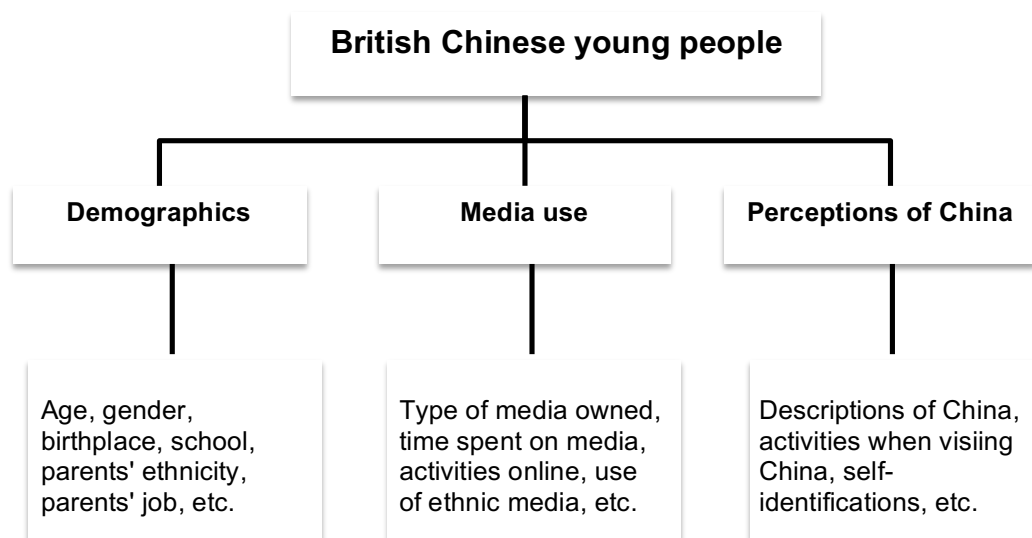 British Chinese young people
Demographics
Media use
Perceptions of China
Age, gender,
birthplace, school,
parents' ethnicity,
parents' job, etc.
Type of media owned,
time spent on media,
activities online, use
of ethnic media, etc.
Descriptions of China,
activities when visiing
China, self-
identifications, etc.